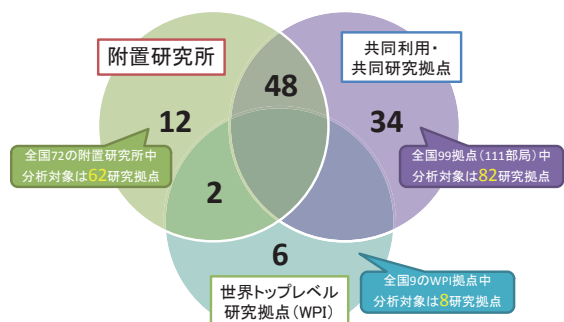 附置研究所
共同利用・
共同研究拠点
48
12
34
全国72の附置研究所中
分析対象は62研究拠点
全国99拠点（111部局）中
分析対象は82研究拠点
2
6
世界トップレベル
研究拠点（WPI）
全国9のWPI拠点中
分析対象は8研究拠点